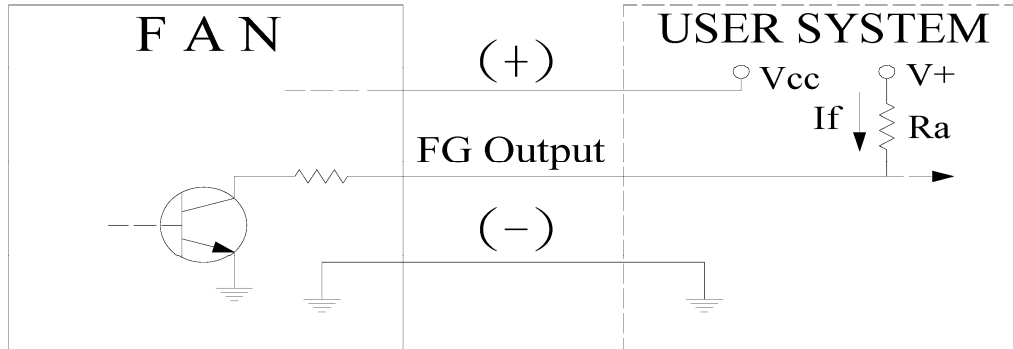 F A N
USER SYSTEM
(+)
Vcc
V+
If
Ra
FG Output
(-)